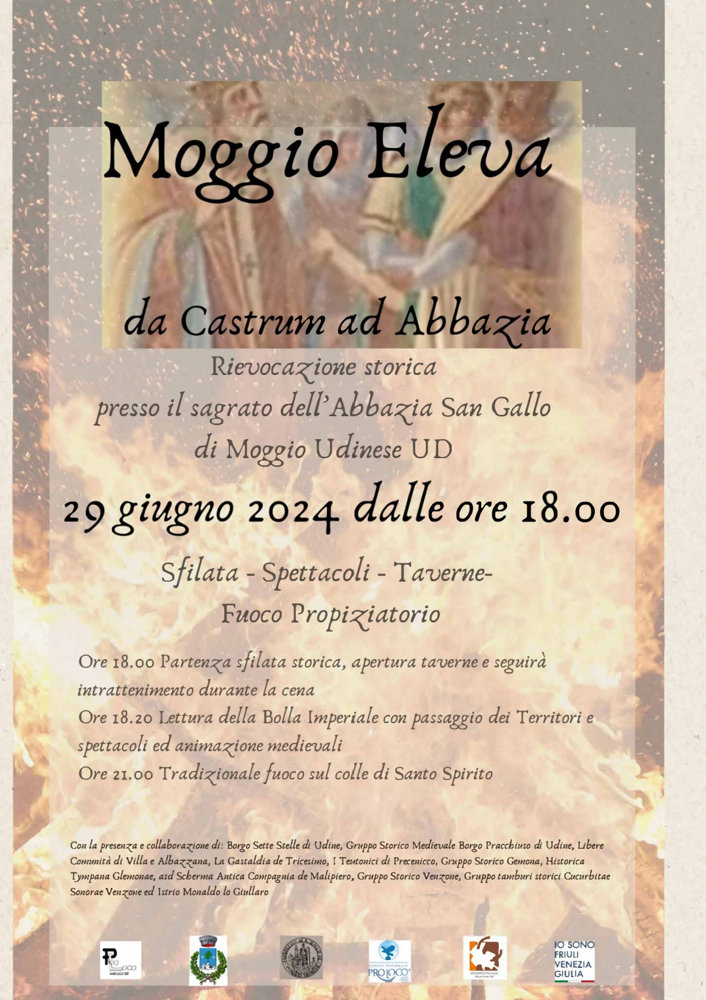 Moggio Eleva
da Castrum ad Abbazia
Rievocazione storica
presso il sagrato dell'Abbazia San Gallo
di Moggio Udinese UD
29 giugno 2024 dalle ore 18.00
Sfilata - Spettacoli - Taverne-
Fuoco Propiziatorio
Ore 18.00 Partenza sfilata storica, apertura taverne e seguirà
intrattenimento durante la cena
Ore 18.20 Lettura della Bolla Imperiale con passaggio dei Territori e
spettacoli ed animazione medievali
Ore 21.00 Tradizionale fuoco sul colle di Santo Spirito
Con la presenza e collaborazione di: Borgo Sette Stelle di Udine, Gruppo Storico Medievale Borgo Pracchiuso di Udine, Libere
Comunità di Villa e Albazzana, La Gastaldia de Tricesimo, I Teutonici di Precenicco, Gruppo Storico Gemona, Historica
Tympana Glemonae, asd Scherma Antica Compagnia de Malipiero, Gruppo Storico Venzone, Gruppo tamburi storici Cucurbitae
Sonorae Venzone ed Istrio Monaldo lo Giullaro
PRO LOCO
IO SONO
FRIULI
VENEZIA
GIULIA